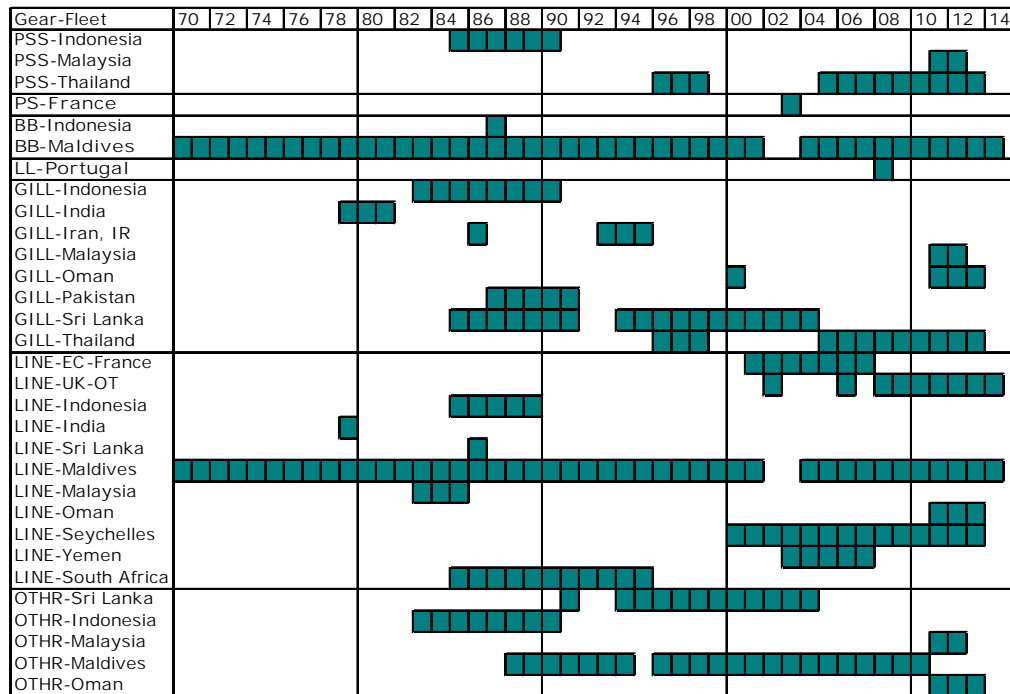 Gear-Fleet 70 72 74 76 78 80 82 84 86 88 90 92 94 96 98 00 02 04 06 08 10 12 14
PSS-Indonesia
PSS-Malaysia
PSS-Thailand
PS-France
BB-Indonesia
BB-Maldives
LL-Portugal
GILL-Indonesia
GILL-India
GILL-Iran, IR
GILL-Malaysia
GILL-Oman
GILL-Pakistan
GILL-Sri Lanka
GILL-Thailand
LINE-EC-France
LINE-UK-OT
LINE-Indonesia
LINE-India
LINE-Sri Lanka
LINE-Maldives
LINE-Malaysia
LINE-Oman
LINE-Seychelles
LINE-Yemen
LINE-South Africa
OTHR-Sri Lanka
OTHR-Indonesia
OTHR-Malaysia
OTHR-Maldives
OTHR-Oman